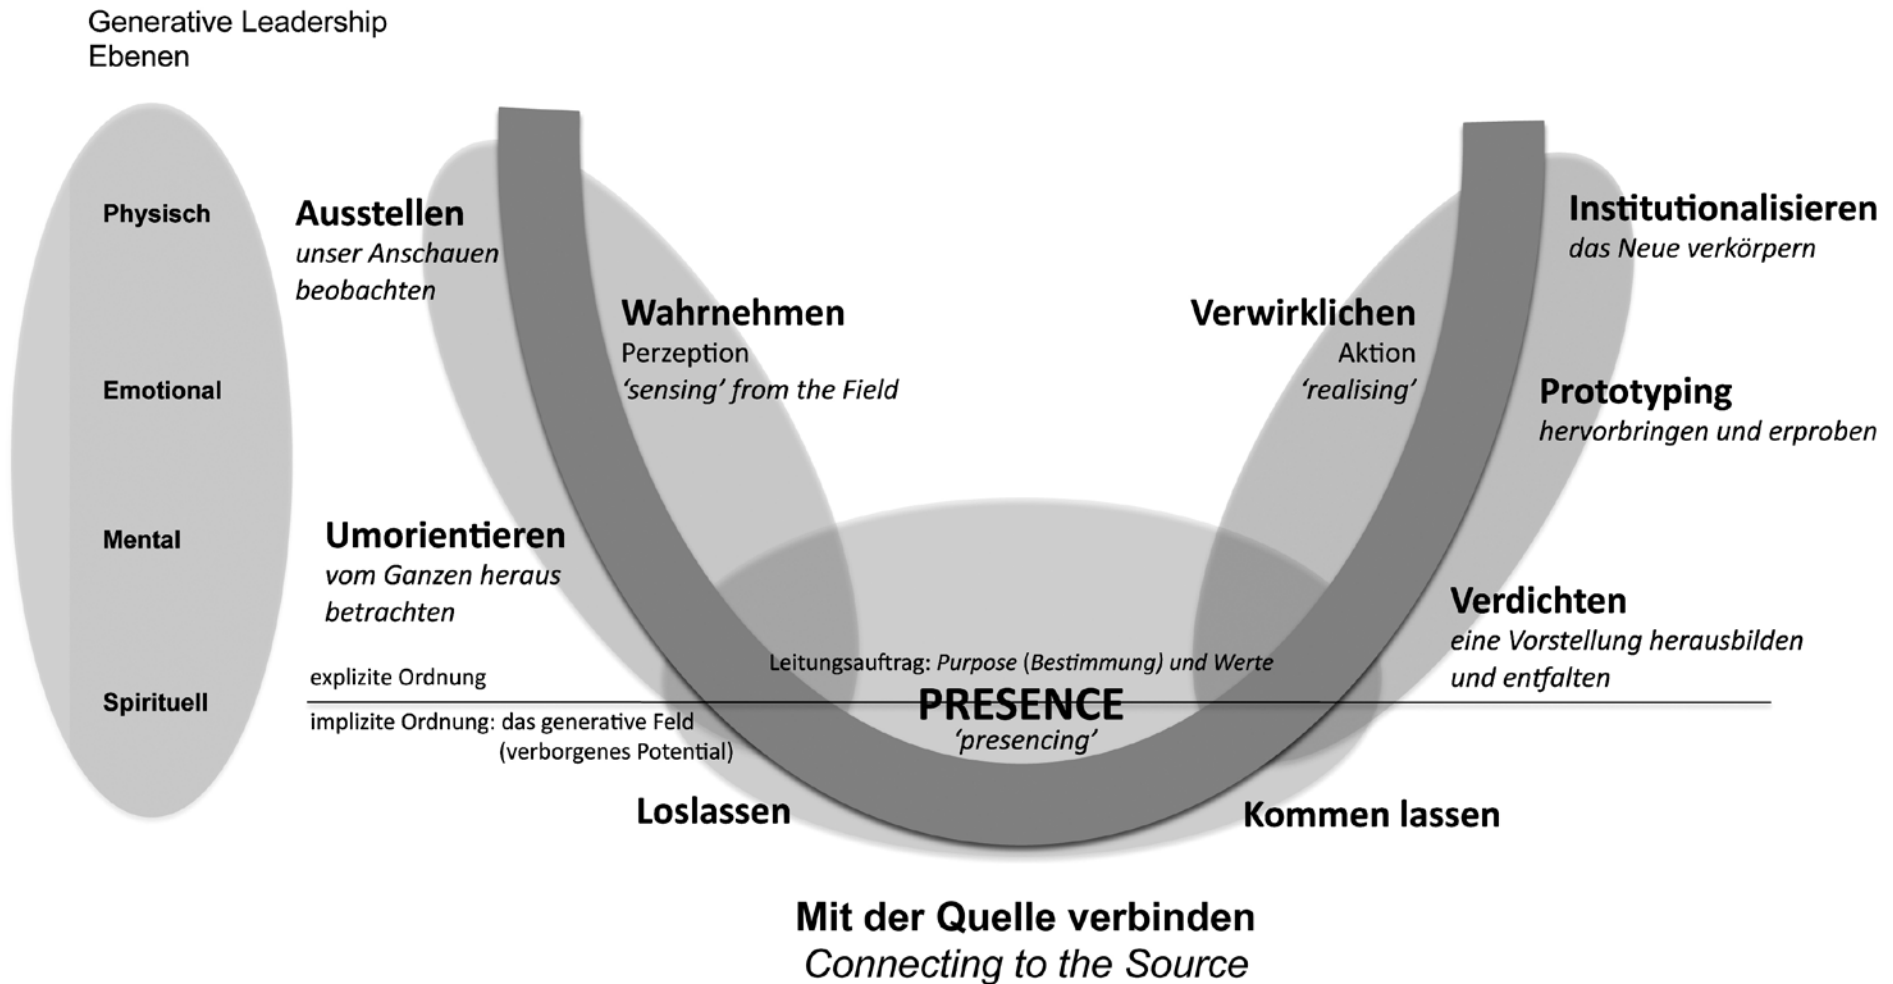 Generative Leadership
Ebenen
Physisch
Emotional
Mental
Spirituell
Ausstellen
unser Anschauen
beobachten
Wahrnehmen
Perzeption
‘sensing’ from the Field
Umorientieren
vom Ganzen heraus
betrachten
explizite Ordnung
implizite Ordnung: das generative Feld
(verborgenes Potential)
Loslassen
Leitungsauftrag: Purpose (Bestimmung) und Werte
PRESENCE
‘presencing’
Kommen lassen
Verdichten
eine Vorstellung herausbilden
und entfalten
Verwirklichen
Aktion
‘realising’
Prototyping
hervorbringen und erproben
Institutionalisieren
das Neue verkörpern
Mit der Quelle verbinden
Connecting to the Source